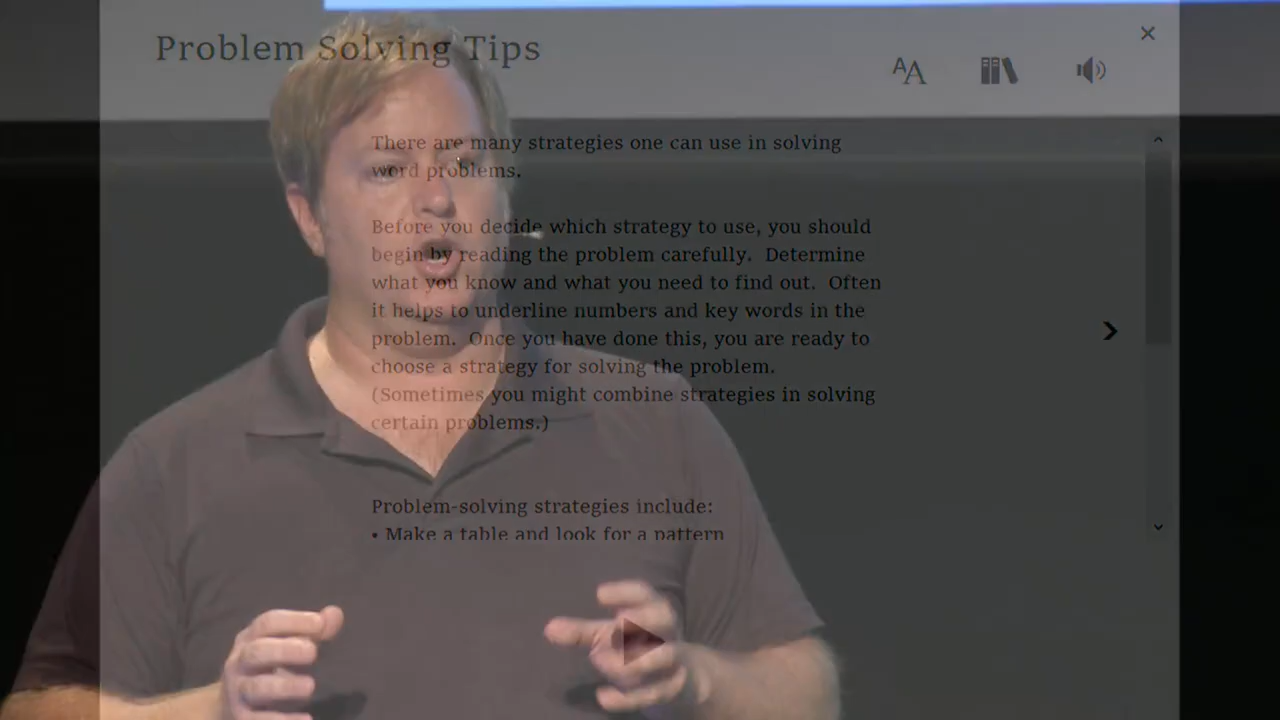 Problem Solving Tips
AA
There are many strategies one can use in solving
word problems.
Before you decide which strategy to use, you should
begin by reading the problem carefully. Determine
what you know and what you need to find out. Often
it helps to underline numbers and key words in the
problem. Once you have done this, you are ready to
choose a strategy for solving the problem.
(Sometimes you might combine strategies in solving
certain problems.)
Problem-solving strategies include:
• Make a table and look for a pattern